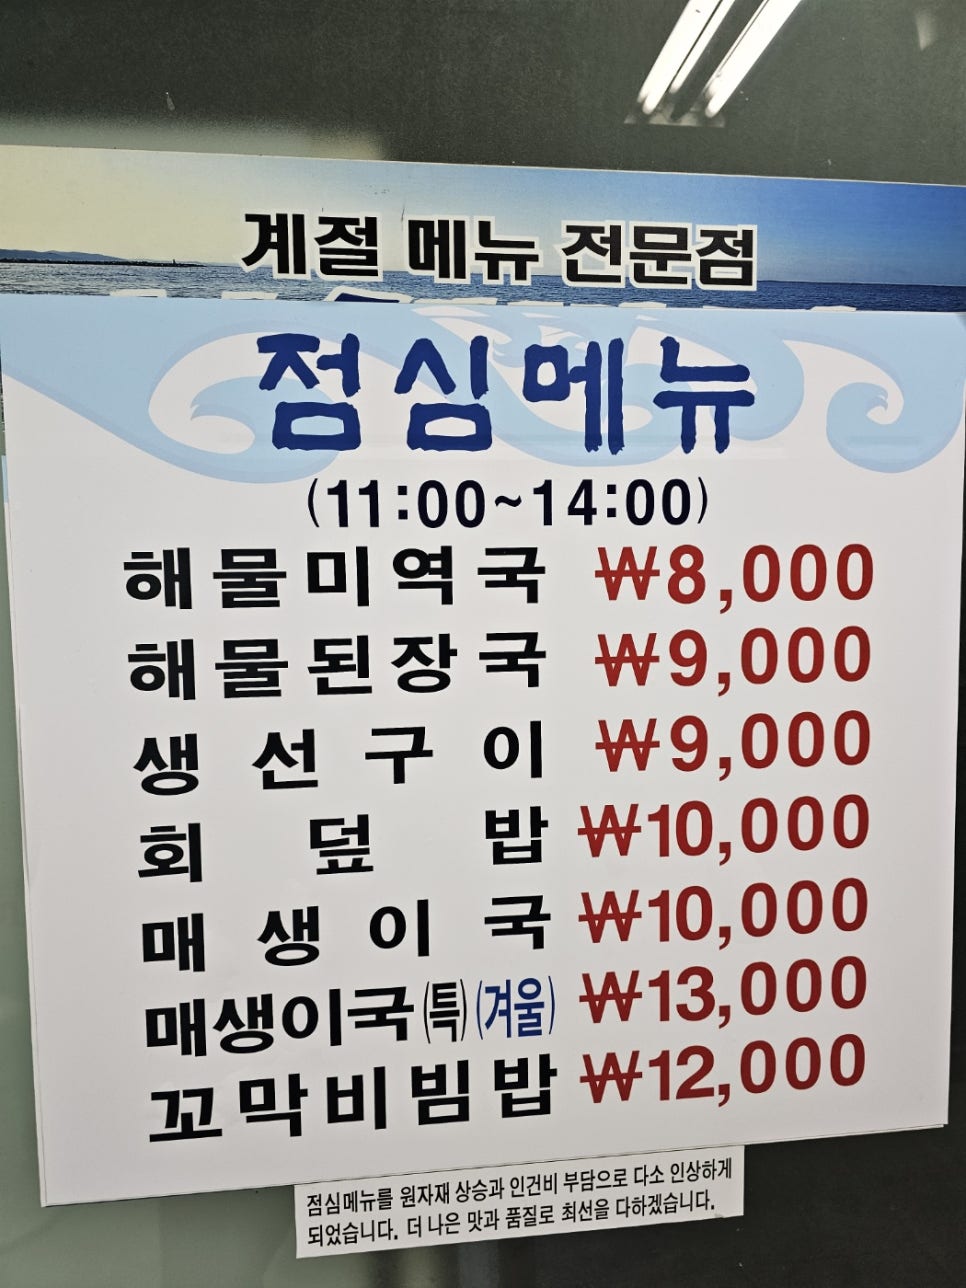 계절 메뉴 전문점
점심메뉴
(11:00~14:00)
해물미역국 ₩8,000
해물된장국 ₩9,000
생선구이 ₩9,000
회덮밥 ₩10,000
매생이국 ₩10,000
매생이국(특)(겨울) ₩13,000
꼬막비빔밥 ₩12,000
점심메뉴를 원자재 상승과 인건비 부담으로 다소 인상하게
되었습니다. 더 나은 맛과 품질로 최선을 다하겠습니다.